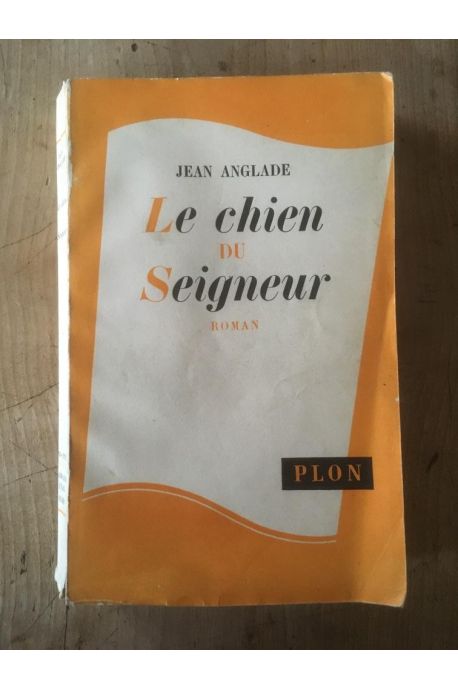 JEAN ANGLADE
Le chien
DU
Seigneur
ROMAN
PLON